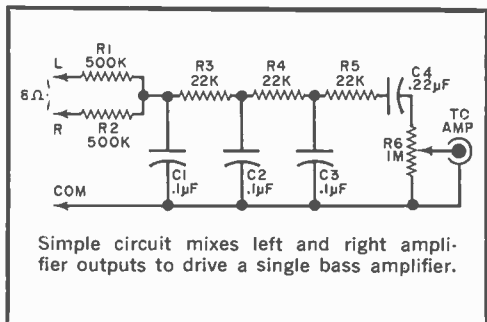 L
R1
500K
R3
22K
R4
22K
R5
22K
C4
.22µF
8Ω
R
R2
500K
TO
AMP
R6
1M
C1
.1µF
C2
.1µF
C3
.1µF
COM
Simple circuit mixes left and right ampli-
fier outputs to drive a single bass amplifier.